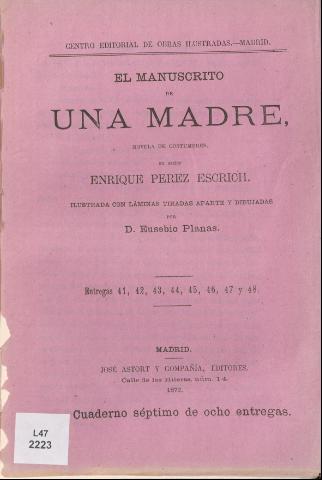 CENTRO EDITORIAL DE OBRAS ILUSTRADAS.—MADRID.
EL MANUSCRITO
DE
UNA MADRE,
NOVELA DE COSTUMBRES,
ENRIQUE PEREZ ESCRICH.
ILUSTRADA CON LÁMINAS TIRADAS APARTE Y DIBUJADAS
POR
D. EUSEBIO PLANAS.
Entregas 41, 42, 43, 44, 45, 46, 47 y 48.
MADRID.
JOSÉ ASTORT Y COMPAÑÍA, EDITORES.
Calle de las Hileras, núm. 14.
1872.
Cuaderno séptimo de ocho entregas.
L47
2223